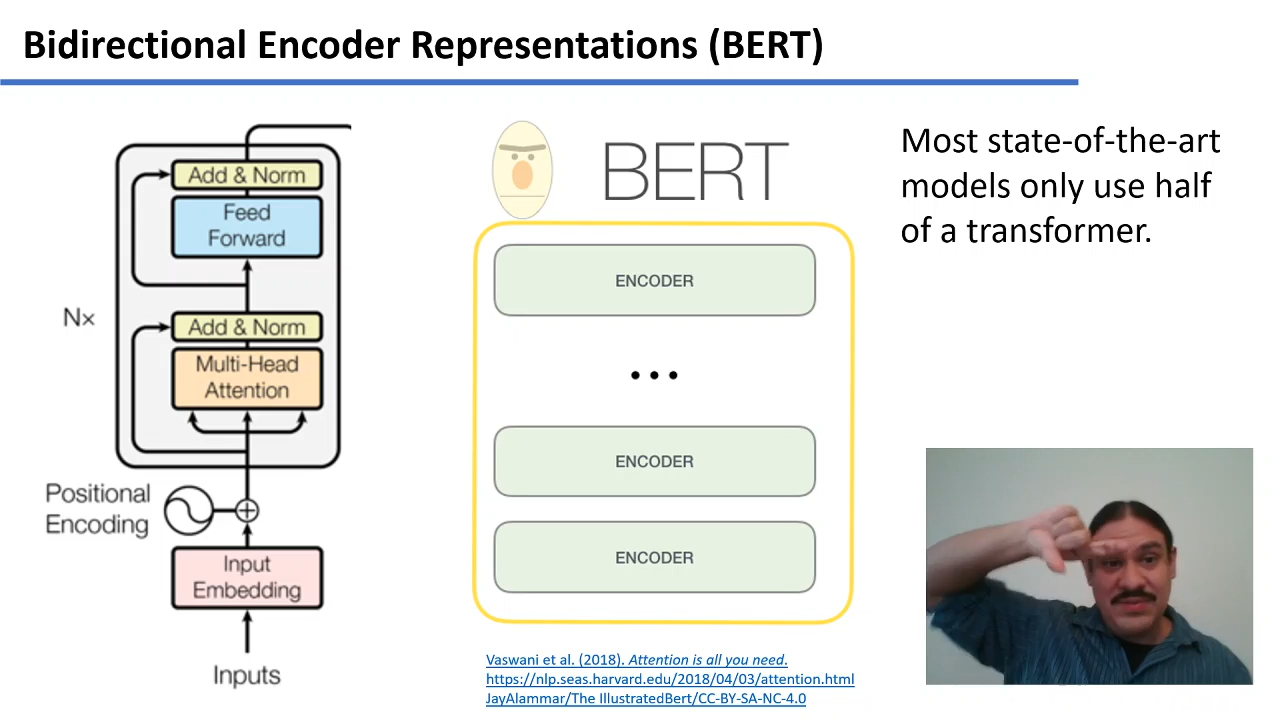 Bidirectional Encoder Representations (BERT)
Add & Norm
Feed
Forward
Nx
Add & Norm
Multi-Head
Attention
Positional
Encoding
Input
Embedding
Inputs
BERT
ENCODER
...
ENCODER
ENCODER
Most state-of-the-art
models only use half
of a transformer.
Vaswani et al. (2018). Attention is all you need.
https://nlp.seas.harvard.edu/2018/04/03/attention.html
JayAlammar/The IllustratedBert/CC-BY-SA-NC-4.0